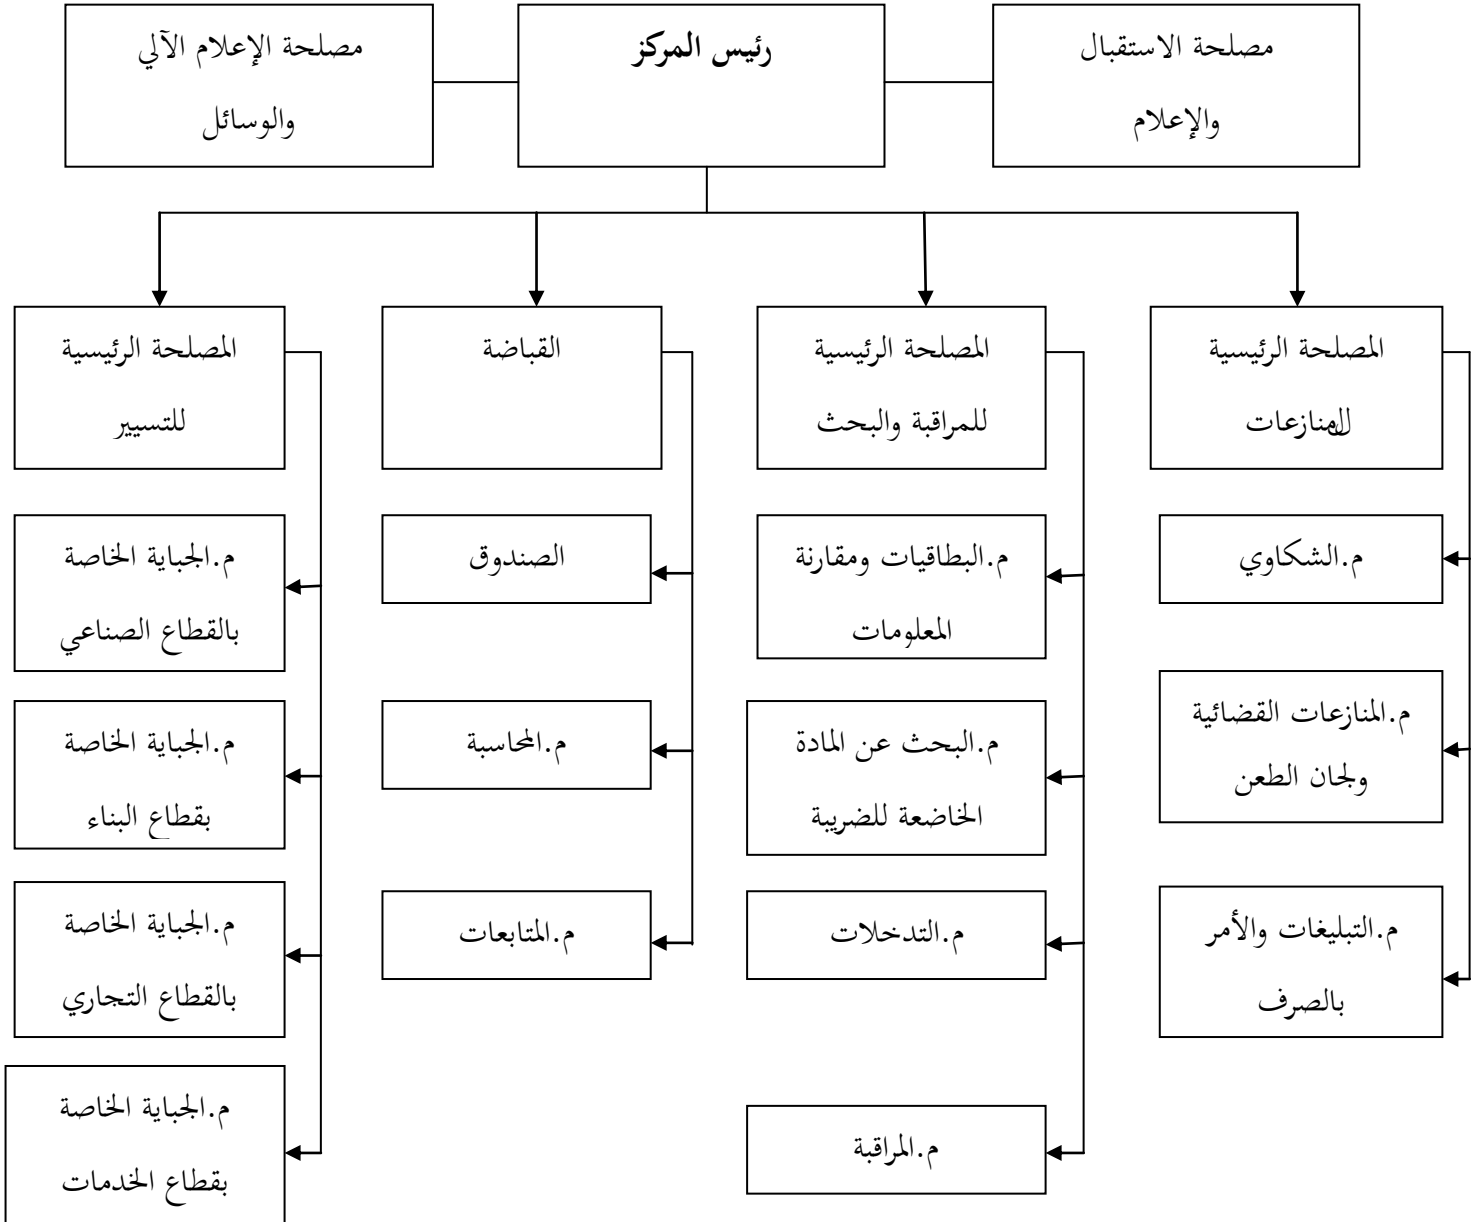 مصلحة الاستقبال
والإعلام
رئيس المركز
مصلحة الإعلام الآلي
والوسائل
المصلحة الرئيسية
للمنازعات
المصلحة الرئيسية
للمراقبة والبحث
القباضة
المصلحة الرئيسية
للتسيير
م.الشكاوي
م.المنازعات القضائية
ولجان الطعن
م.التبليغات والأمر
بالصرف
م.البطاقيات ومقارنة
المعلومات
م.البحث عن المادة
الخاضعة للضريبة
م.التدخلات
م.المراقبة
الصندوق
م.المحاسبة
م.المتابعات
م.الجباية الخاصة
بالقطاع الصناعي
م.الجباية الخاصة
بقطاع البناء
م.الجباية الخاصة
بالقطاع التجاري
م.الجباية الخاصة
بقطاع الخدمات